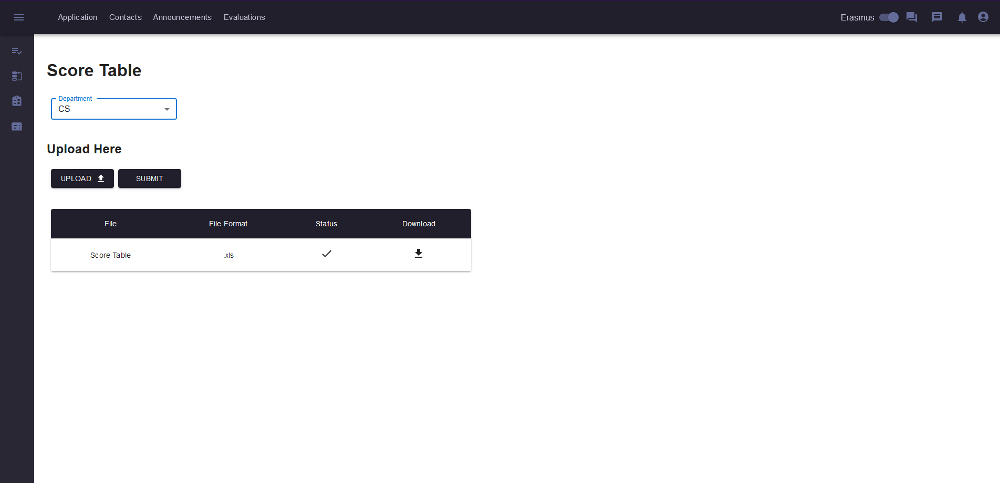 Application Contacts Announcements Evaluations Erasmus
Score Table
Department
CS
Upload Here
UPLOAD SUBMIT
File File Format Status Download
Score Table .xls